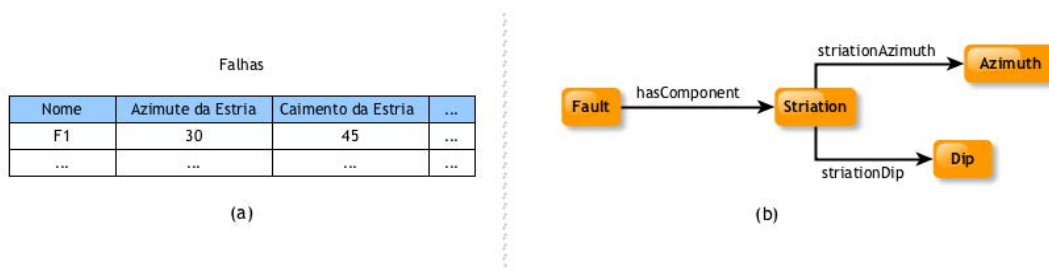 Falhas
Nome Azimute da Estria Caimento da Estria ...
F1 30 45 ...
... ... ... ...
(a)
striationAzimuth
Azimuth
hasComponent
Fault
Striation
Dip
striationDip
(b)